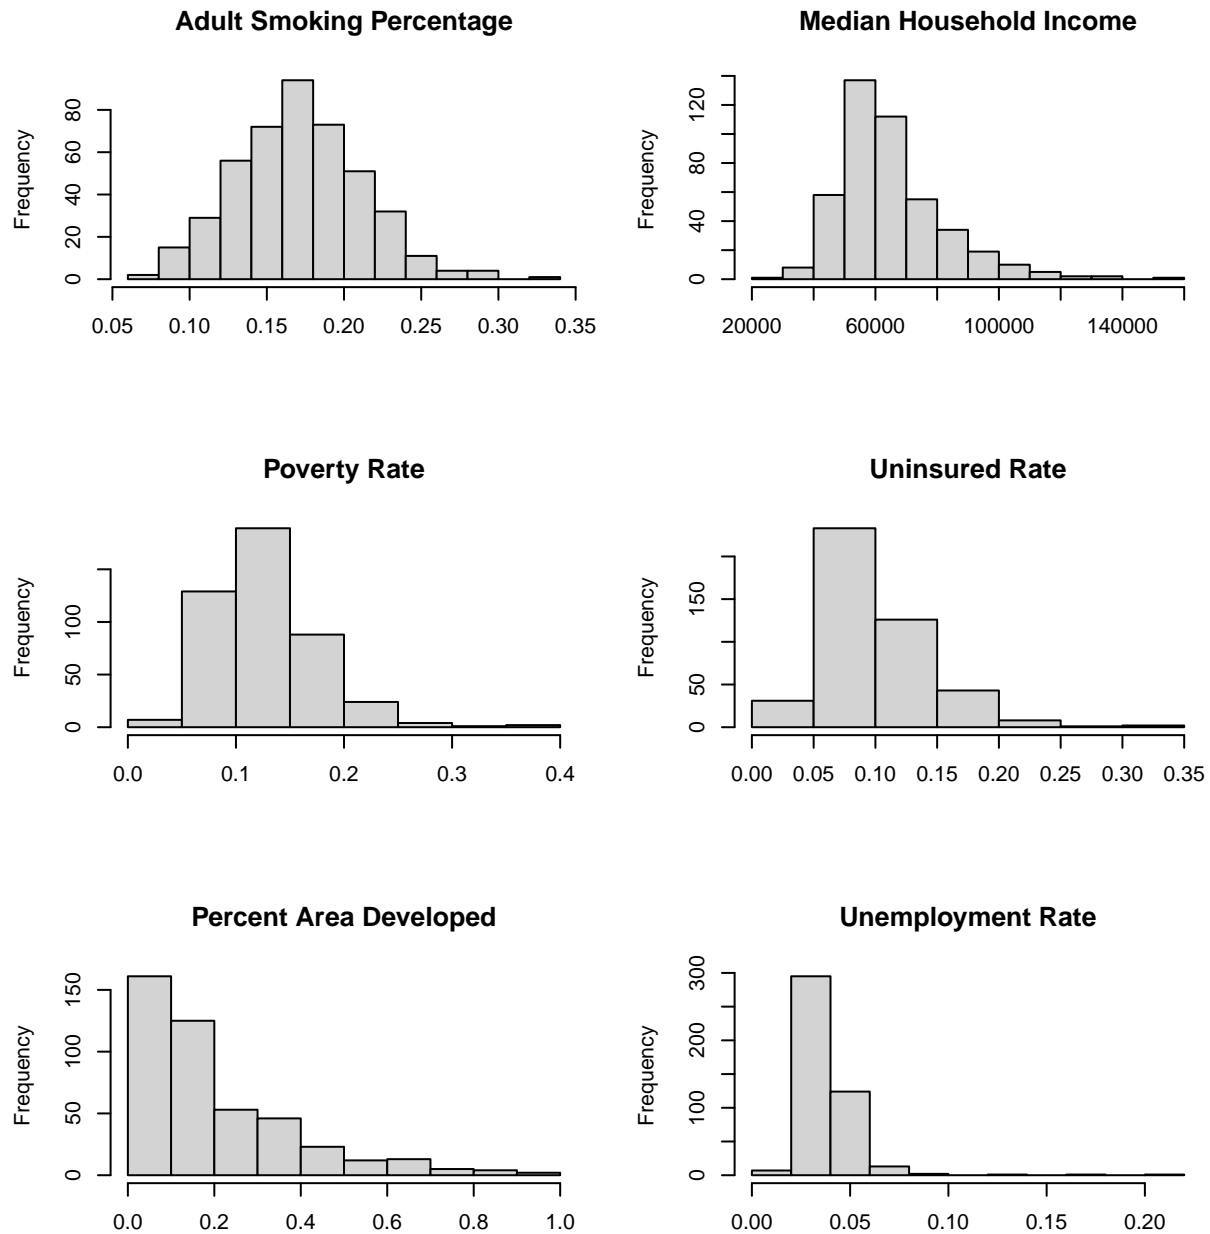 Adult Smoking Percentage
Frequency
0 20 40 60 80
0.05 0.10 0.15 0.20 0.25 0.30 0.35
Median Household Income
Frequency
0 40 80 120
20000 60000 100000 140000
Poverty Rate
Frequency
0 50 100
0.0 0.1 0.2 0.3 0.4
Uninsured Rate
Frequency
0 50 150
0.00 0.05 0.10 0.15 0.20 0.25 0.30 0.35
Percent Area Developed
Frequency
0 50 100 150
0.0 0.2 0.4 0.6 0.8 1.0
Unemployment Rate
Frequency
0 100 200 300
0.00 0.05 0.10 0.15 0.20